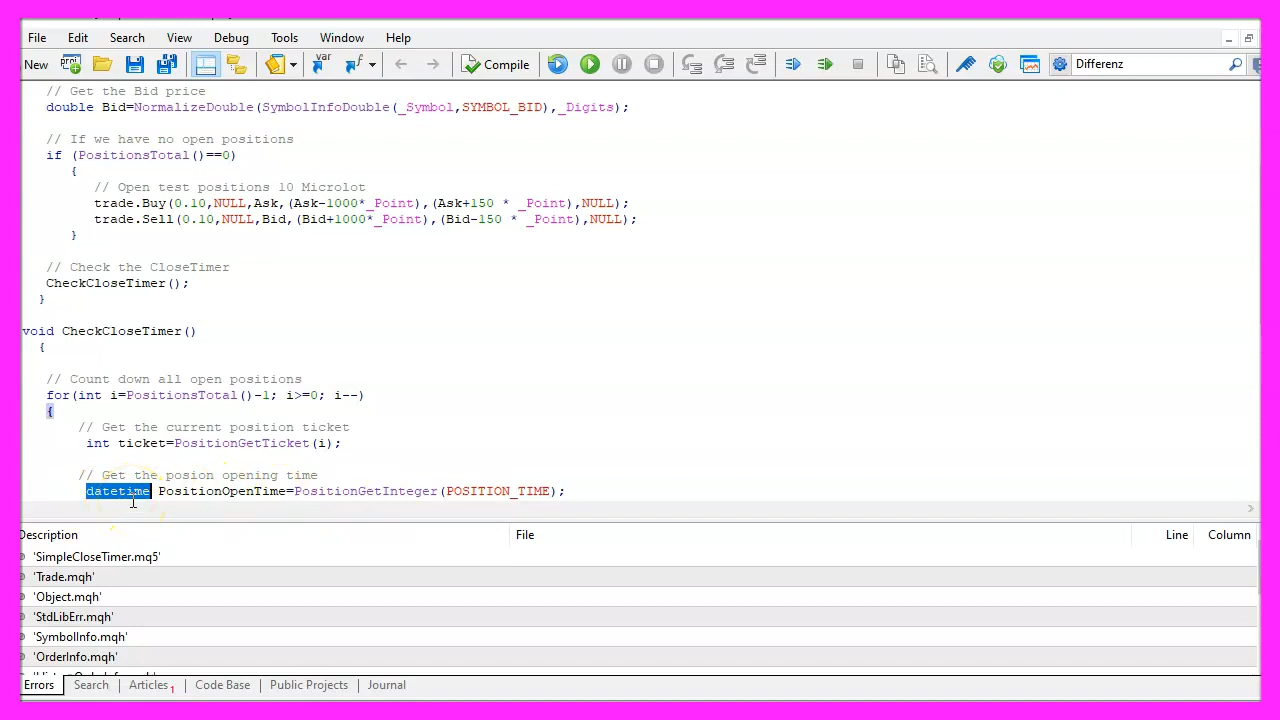 File Edit Search View Debug Tools Window Help
New Compile Differenz
// Get the Bid price
double Bid=NormalizeDouble(SymbolInfoDouble(_Symbol,SYMBOL_BID),_Digits);
// If we have no open positions
if (PositionsTotal()==0)
{
// Open test positions 10 Microlot
trade.Buy(0.10,NULL,Ask,(Ask-1000*_Point),(Ask+150 * _Point),NULL);
trade.Sell(0.10,NULL,Bid,(Bid+1000*_Point),(Bid-150 * _Point),NULL);
}
// Check the CloseTimer
CheckCloseTimer();
}
void CheckCloseTimer()
{
// Count down all open positions
for(int i=PositionsTotal()-1; i>=0; i--)
{
// Get the current position ticket
int ticket=PositionGetTicket(i);
// Get the posion opening time
datetime PositionOpenTime=PositionGetInteger(POSITION_TIME);
Description File Line Column
'SimpleCloseTimer.mq5'
'Trade.mqh'
'Object.mqh'
'StdLibErr.mqh'
'SymbolInfo.mqh'
'OrderInfo.mqh'
Errors Search Articles 1 Code Base Public Projects Journal